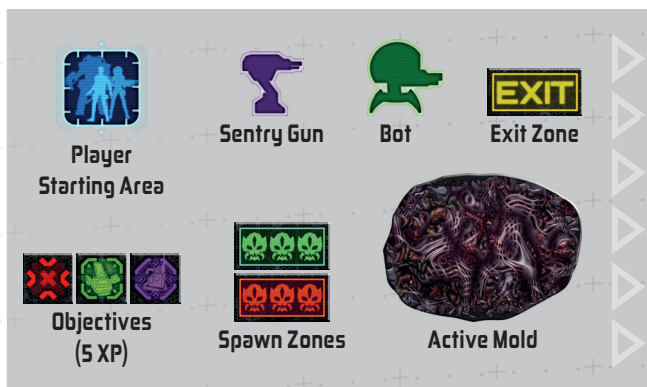 Player
Starting Area
Sentry Gun
Bot
EXIT
Exit Zone
Objectives
(5 XP)
Spawn Zones
Active Mold